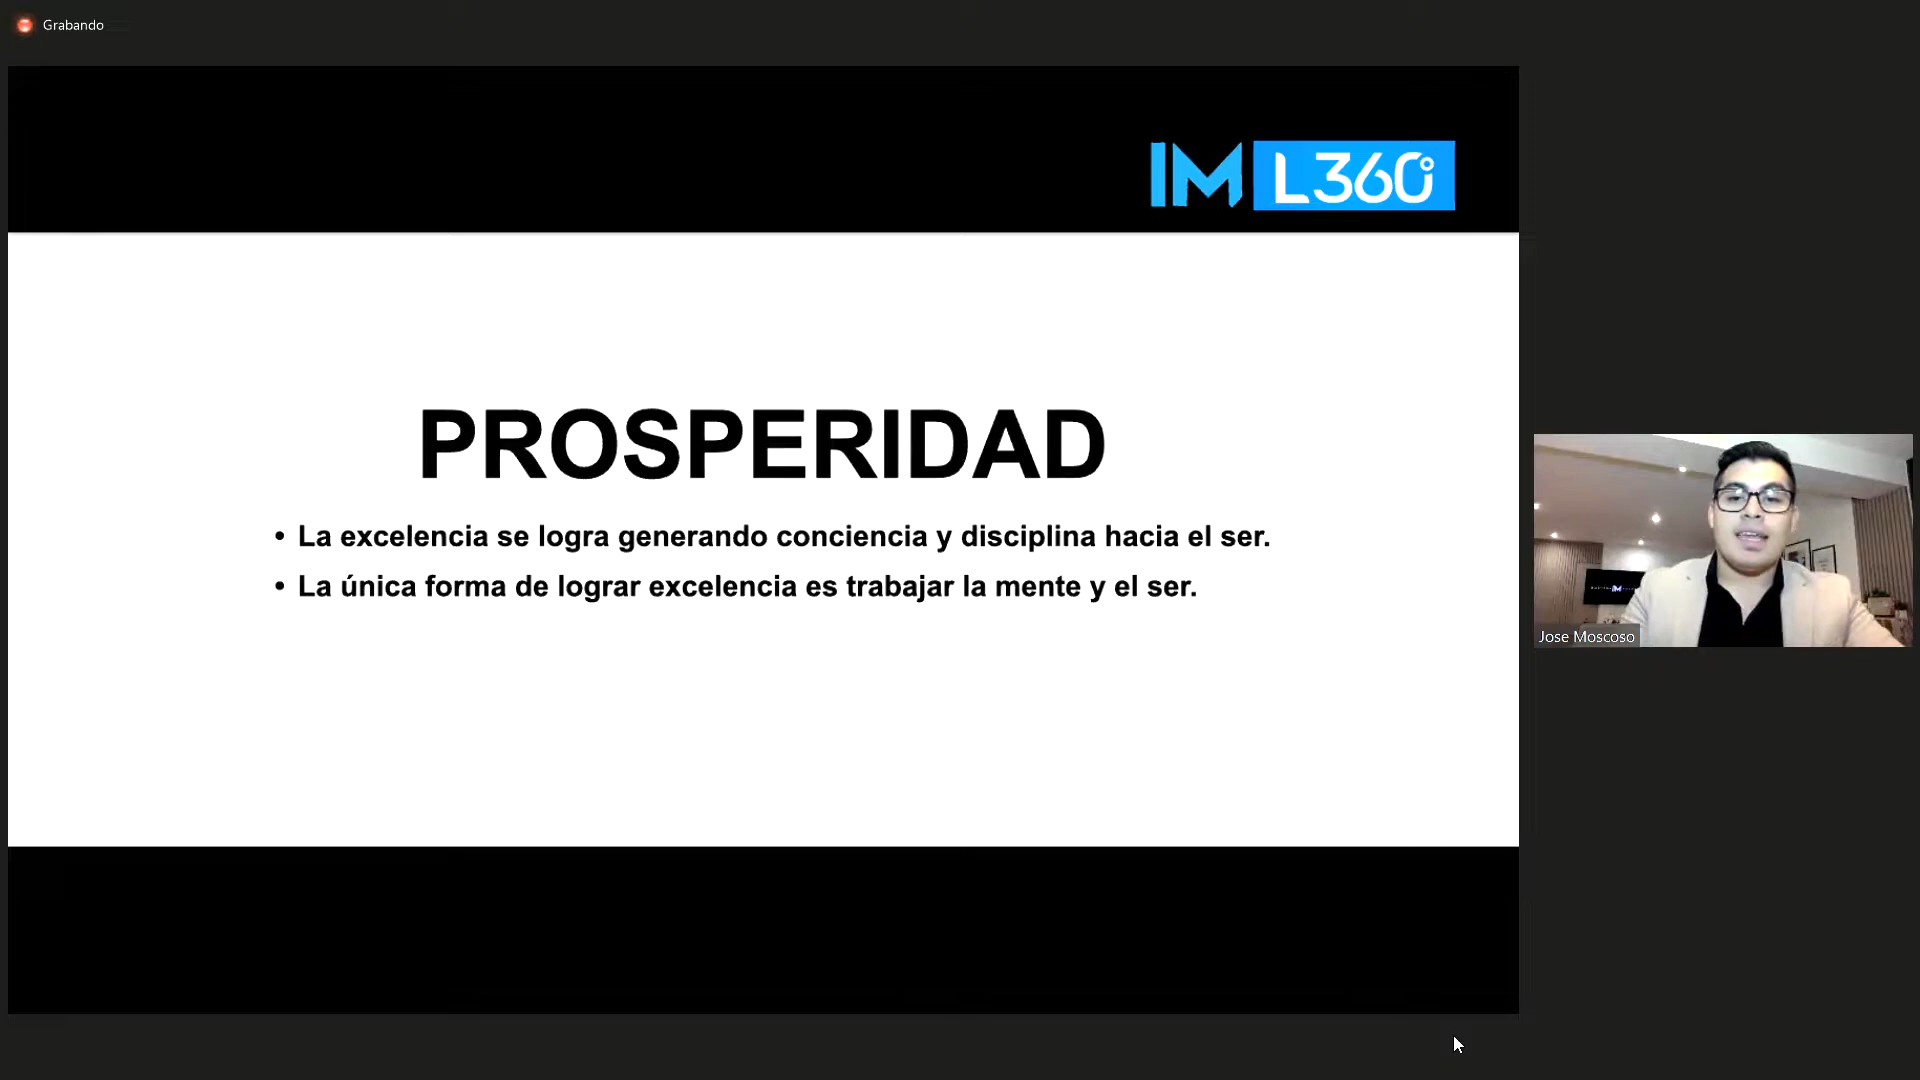 Grabando
IM L360°
PROSPERIDAD
• La excelencia se logra generando conciencia y disciplina hacia el ser.
• La única forma de lograr excelencia es trabajar la mente y el ser.
Jose Moscoso